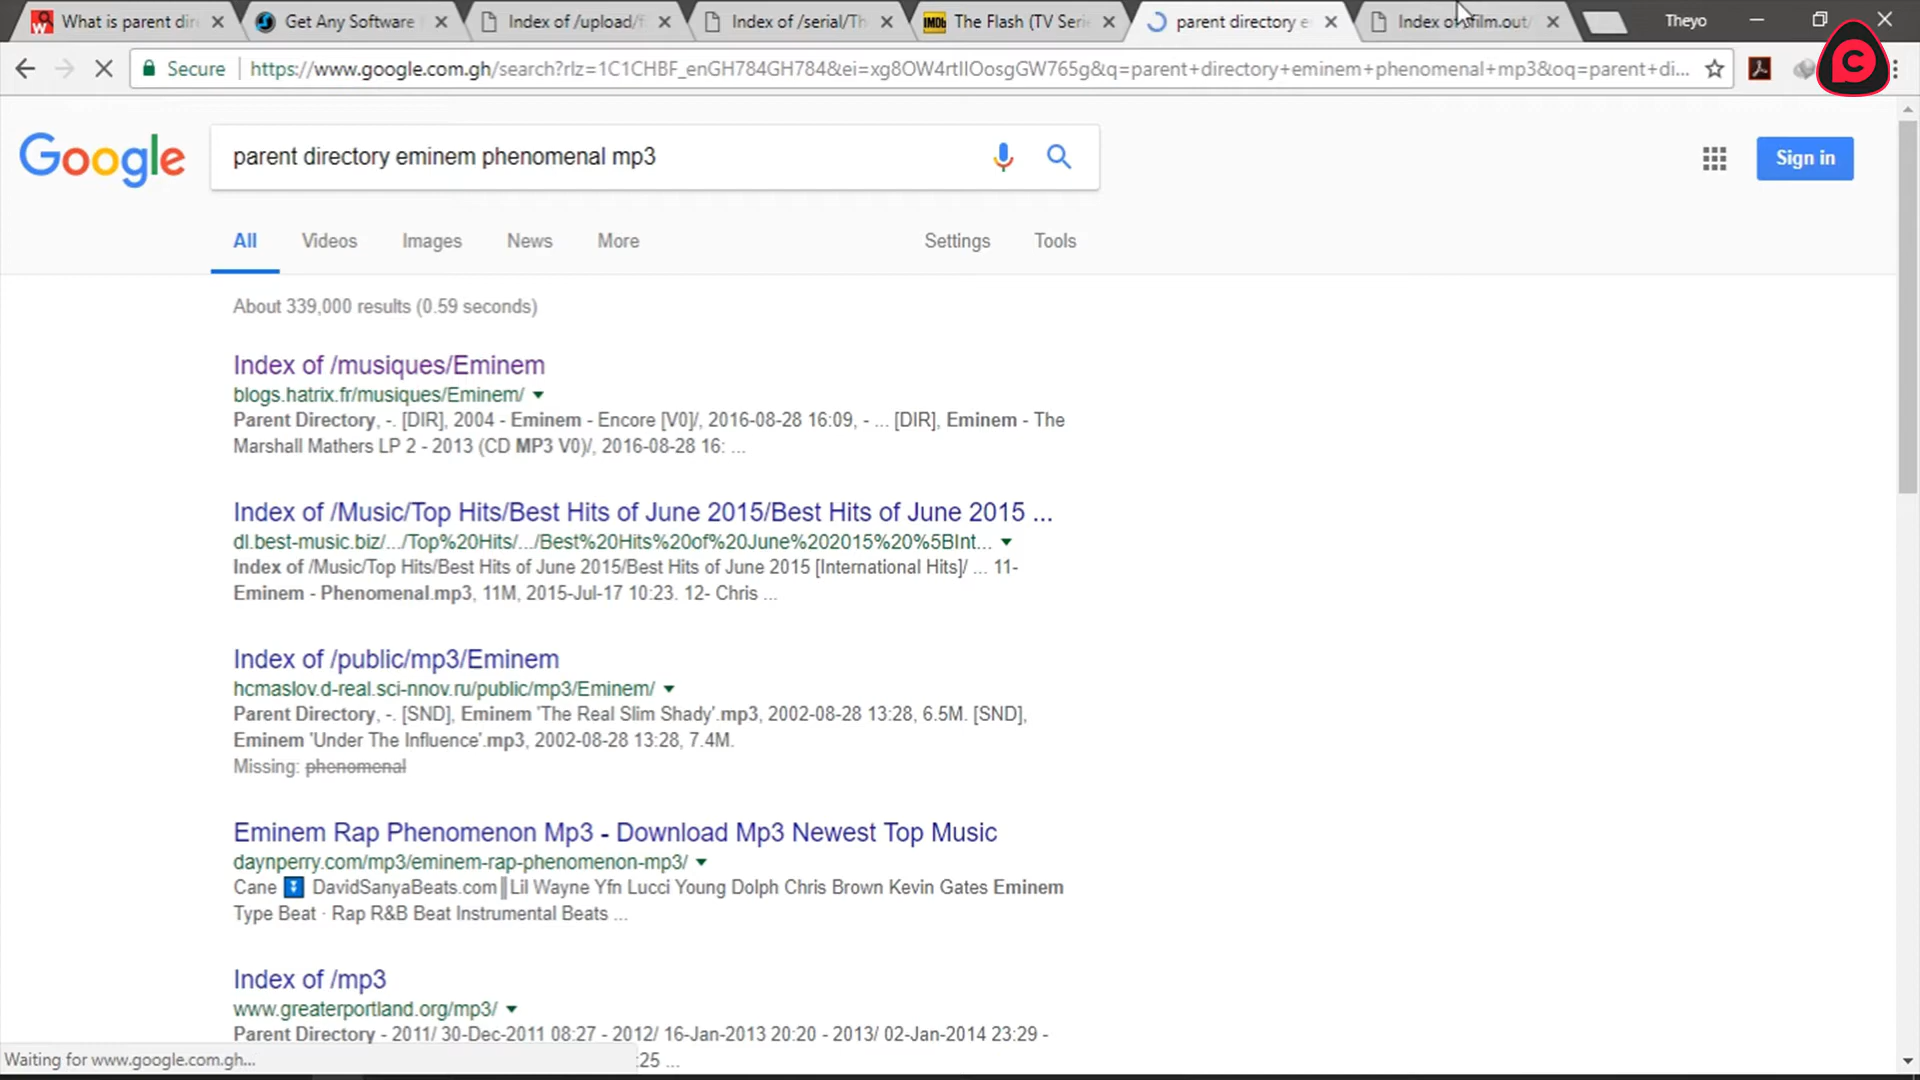 What is parent dir
Get Any Software
Index of /upload/f
Index of /serial/Th
IMDb
The Flash (TV Seri
parent directory e
Index of /film.out/
Theyo
Secure
https://www.google.com.gh/search?rlz=1C1CHBF_enGH784GH784&ei=xg8OW4rtIIOosgGW765g&q=parent+directory+eminem+phenomenal+mp3&oq=parent+di...
Google
parent directory eminem phenomenal mp3
Sign in
All
Videos
Images
News
More
Settings
Tools
About 339,000 results (0.59 seconds)
Index of /musiques/Eminem
blogs.hatrix.fr/musiques/Eminem/
Parent Directory, -. [DIR], 2004 - Eminem - Encore [V0]/, 2016-08-28 16:09, - ... [DIR], Eminem - The
Marshall Mathers LP 2 - 2013 (CD MP3 V0)/, 2016-08-28 16: ...
Index of /Music/Top Hits/Best Hits of June 2015/Best Hits of June 2015 ...
dl.best-music.biz/.../Top%20Hits/.../Best%20Hits%20of%20June%202015%20%5BInt...
Index of /Music/Top Hits/Best Hits of June 2015/Best Hits of June 2015 [International Hits]/ ... 11-
Eminem - Phenomenal.mp3, 11M, 2015-Jul-17 10:23. 12- Chris ...
Index of /public/mp3/Eminem
hcmaslov.d-real.sci-nnov.ru/public/mp3/Eminem/
Parent Directory, -. [SND], Eminem 'The Real Slim Shady'.mp3, 2002-08-28 13:28, 6.5M. [SND],
Eminem 'Under The Influence'.mp3, 2002-08-28 13:28, 7.4M.
Missing: phenomenal
Eminem Rap Phenomenon Mp3 - Download Mp3 Newest Top Music
daynperry.com/mp3/eminem-rap-phenomenon-mp3/
Cane DavidSanyaBeats.com Lil Wayne Yfn Lucci Young Dolph Chris Brown Kevin Gates Eminem
Type Beat · Rap R&B Beat Instrumental Beats ...
Index of /mp3
www.greaterportland.org/mp3/
Parent Directory - 2011/ 30-Dec-2011 08:27 - 2012/ 16-Jan-2013 20:20 - 2013/ 02-Jan-2014 23:29 -
:25 ...
Waiting for www.google.com.gh...